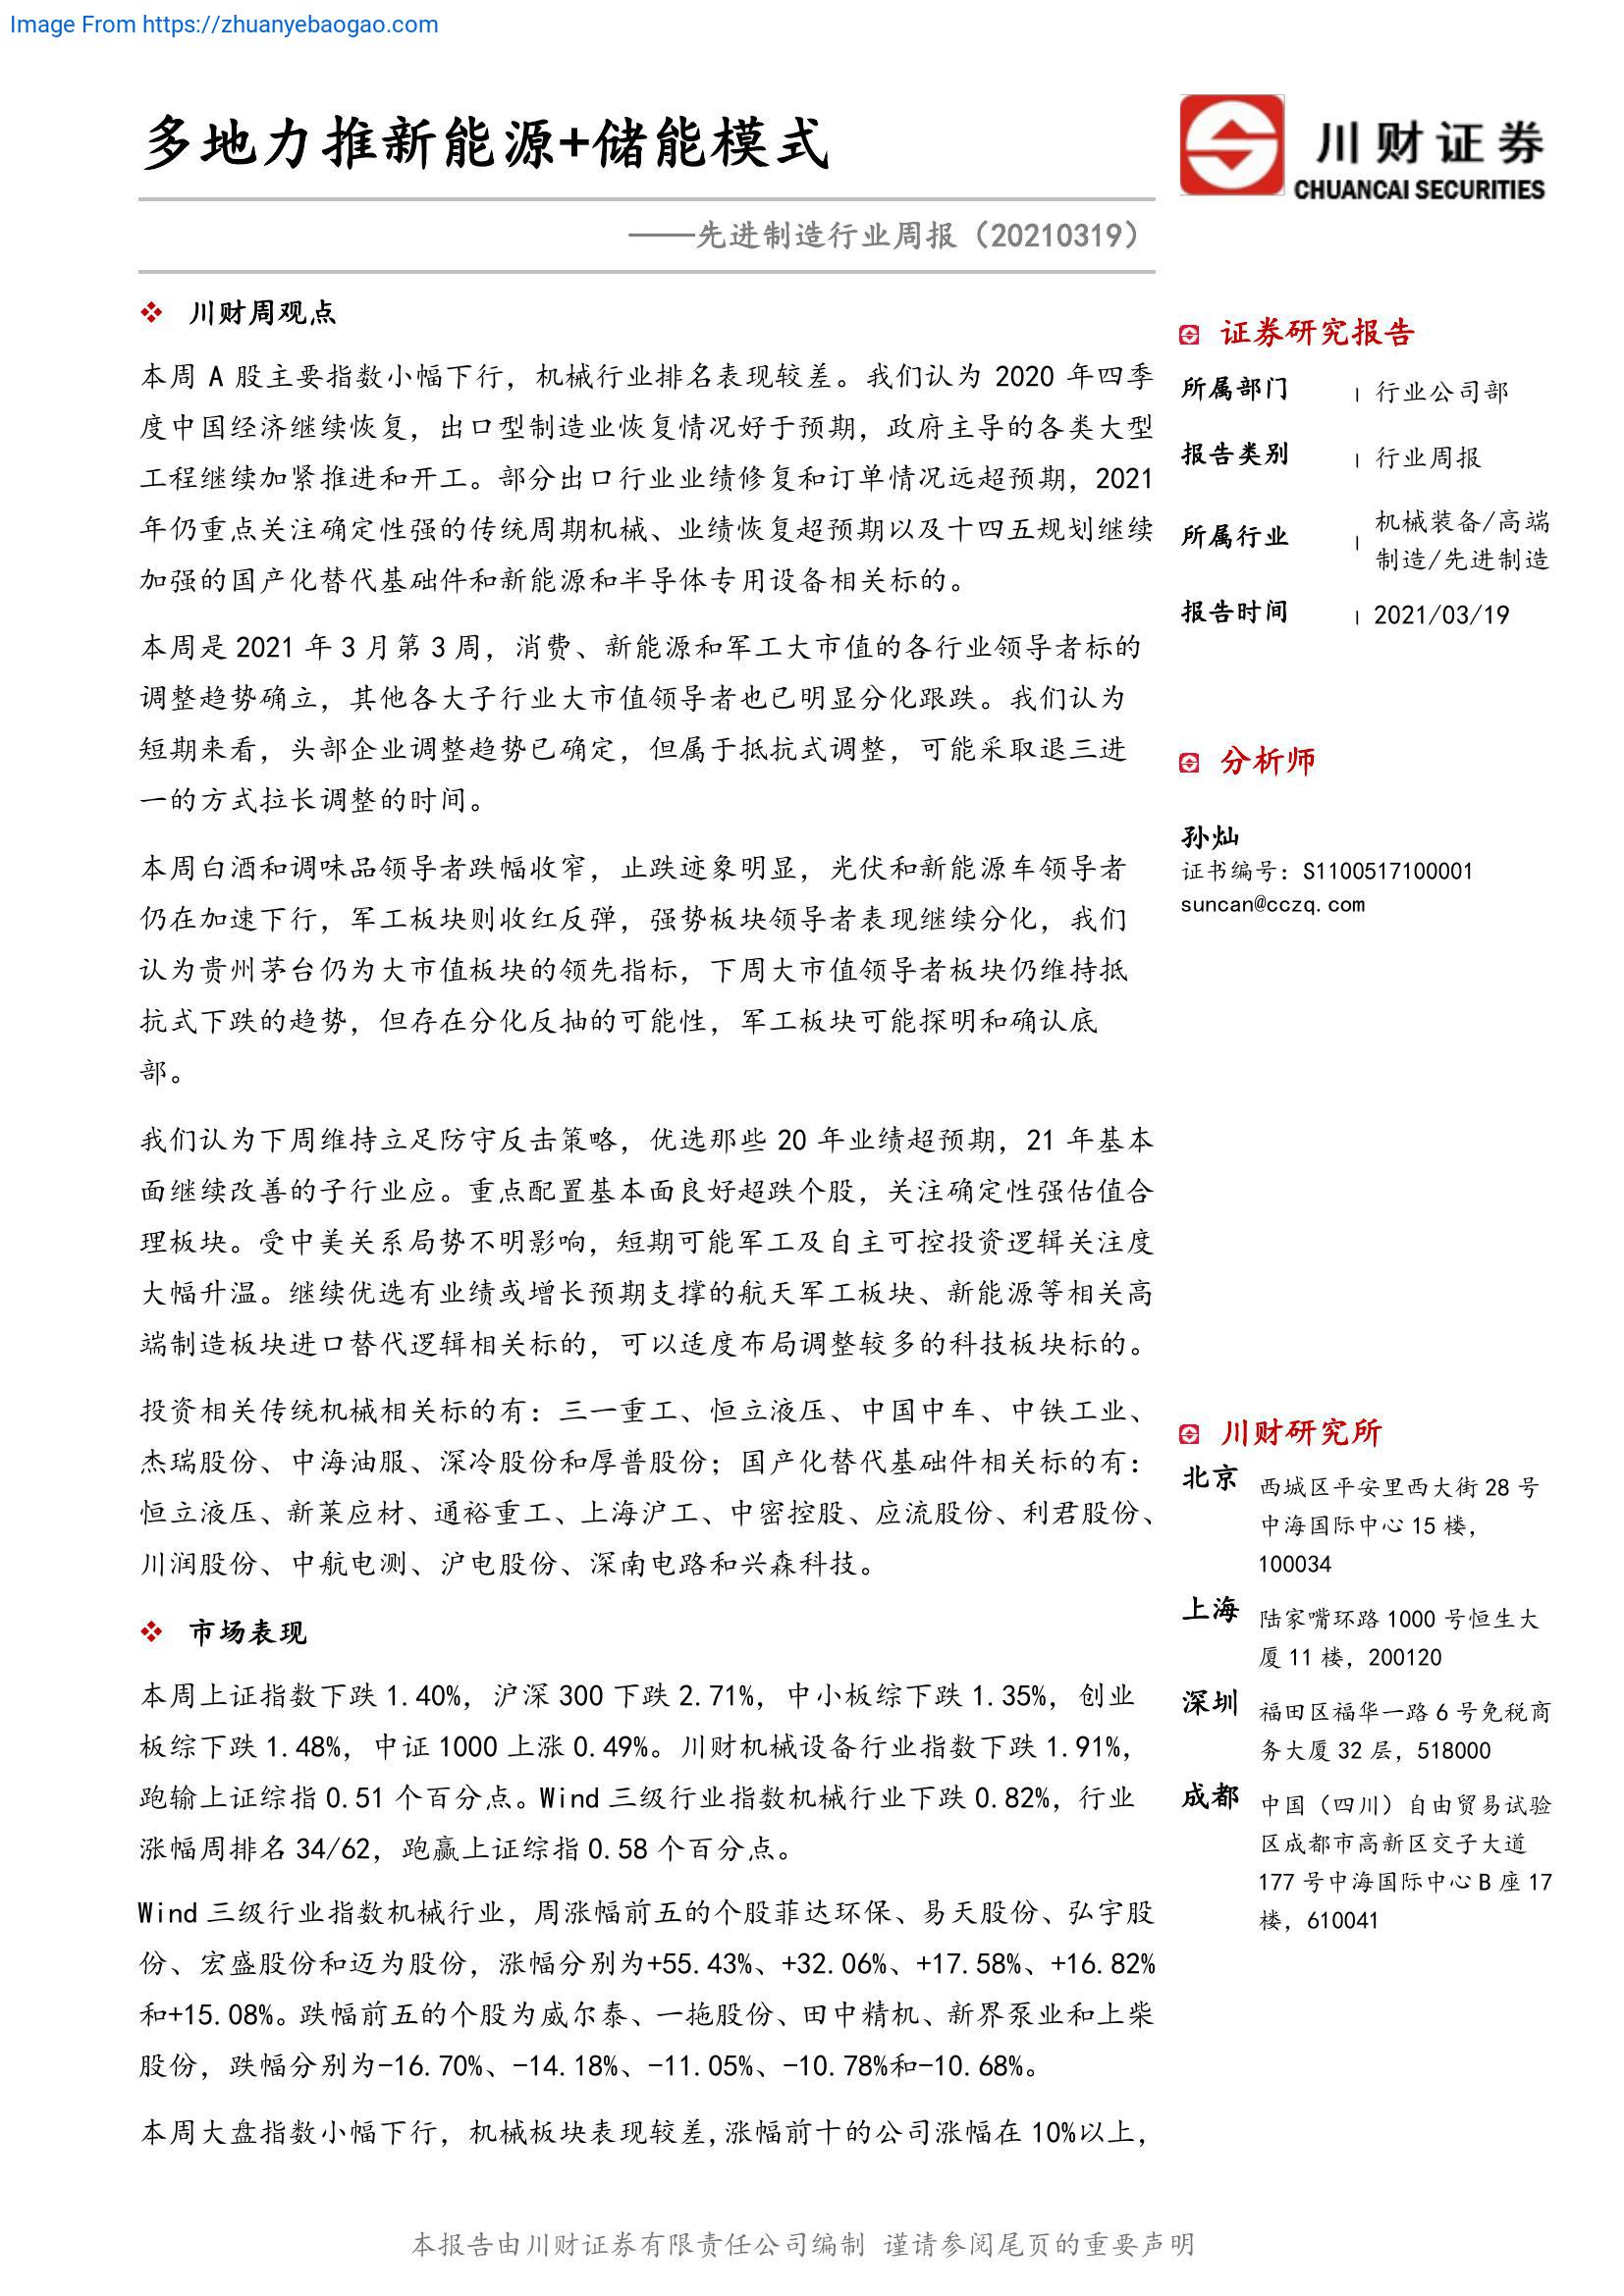 Image From https://zhuanyebaogao.com
多地力推新能源+储能模式
川财证券
CHUANCAI SECURITIES
——先进制造行业周报（20210319）
川财周观点
本周 A 股主要指数小幅下行，机械行业排名表现较差。我们认为 2020 年四季
度中国经济继续恢复，出口型制造业恢复情况好于预期，政府主导的各类大型
工程继续加紧推进和开工。部分出口行业业绩修复和订单情况远超预期，2021
年仍重点关注确定性强的传统周期机械、业绩恢复超预期以及十四五规划继续
加强的国产化替代基础件和新能源和半导体专用设备相关标的。
本周是 2021 年 3 月第 3 周，消费、新能源和军工大市值的各行业领导者标的
调整趋势确立，其他各大子行业大市值领导者也已明显分化跟跌。我们认为
短期来看，头部企业调整趋势已确定，但属于抵抗式调整，可能采取退三进
一的方式拉长调整的时间。
本周白酒和调味品领导者跌幅收窄，止跌迹象明显，光伏和新能源车领导者
仍在加速下行，军工板块则收红反弹，强势板块领导者表现继续分化，我们
认为贵州茅台仍为大市值板块的领先指标，下周大市值领导者板块仍维持抵
抗式下跌的趋势，但存在分化反抽的可能性，军工板块可能探明和确认底
部。
我们认为下周维持立足防守反击策略，优选那些 20 年业绩超预期，21 年基本
面继续改善的子行业应。重点配置基本面良好超跌个股，关注确定性强估值合
理板块。受中美关系局势不明影响，短期可能军工及自主可控投资逻辑关注度
大幅升温。继续优选有业绩或增长预期支撑的航天军工板块、新能源等相关高
端制造板块进口替代逻辑相关标的，可以适度布局调整较多的科技板块标的。
投资相关传统机械相关标的有：三一重工、恒立液压、中国中车、中铁工业、
杰瑞股份、中海油服、深冷股份和厚普股份；国产化替代基础件相关标的有：
恒立液压、新莱应材、通裕重工、上海沪工、中密控股、应流股份、利君股份、
川润股份、中航电测、沪电股份、深南电路和兴森科技。
市场表现
本周上证指数下跌 1.40%，沪深 300 下跌 2.71%，中小板综下跌 1.35%，创业
板综下跌 1.48%，中证 1000 上涨 0.49%。川财机械设备行业指数下跌 1.91%，
跑输上证综指 0.51 个百分点。Wind 三级行业指数机械行业下跌 0.82%，行业
涨幅周排名 34/62，跑赢上证综指 0.58 个百分点。
Wind 三级行业指数机械行业，周涨幅前五的个股菲达环保、易天股份、弘宇股
份、宏盛股份和迈为股份，涨幅分别为+55.43%、+32.06%、+17.58%、+16.82%
和+15.08%。跌幅前五的个股为威尔泰、一拖股份、田中精机、新界泵业和上柴
股份，跌幅分别为-16.70%、-14.18%、-11.05%、-10.78%和-10.68%。
本周大盘指数小幅下行，机械板块表现较差,涨幅前十的公司涨幅在 10%以上，
证券研究报告
所属部门 | 行业公司部
报告类别 | 行业周报
所属行业 | 机械装备/高端
制造/先进制造
报告时间 | 2021/03/19
分析师
孙灿
证书编号：S1100517100001
suncan@cczq.com
川财研究所
北京 西城区平安里西大街 28 号
中海国际中心 15 楼，
100034
上海 陆家嘴环路 1000 号恒生大
厦 11 楼，200120
深圳 福田区福华一路 6 号免税商
务大厦 32 层，518000
成都 中国（四川）自由贸易试验
区成都市高新区交子大道
177 号中海国际中心 B 座 17
楼，610041
本报告由川财证券有限责任公司编制 谨请参阅尾页的重要声明